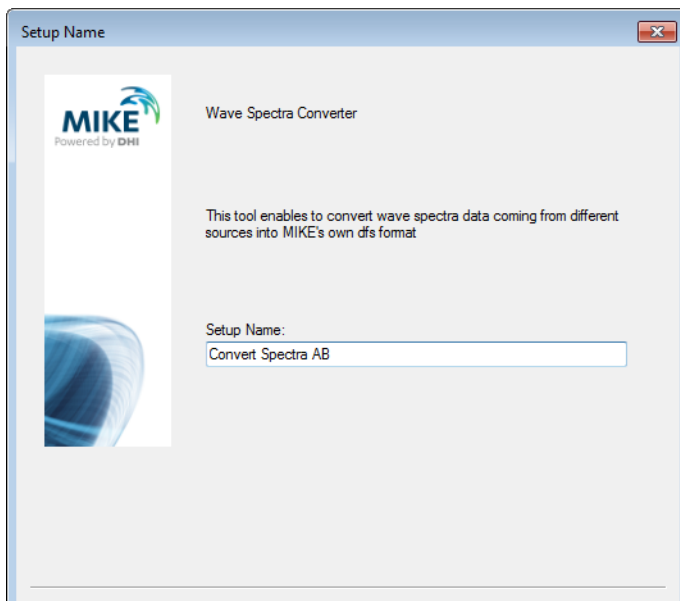 Setup Name
MIKE
Powered by DHI
Wave Spectra Converter
This tool enables to convert wave spectra data coming from different
sources into MIKE's own dfs format
Setup Name:
Convert Spectra AB